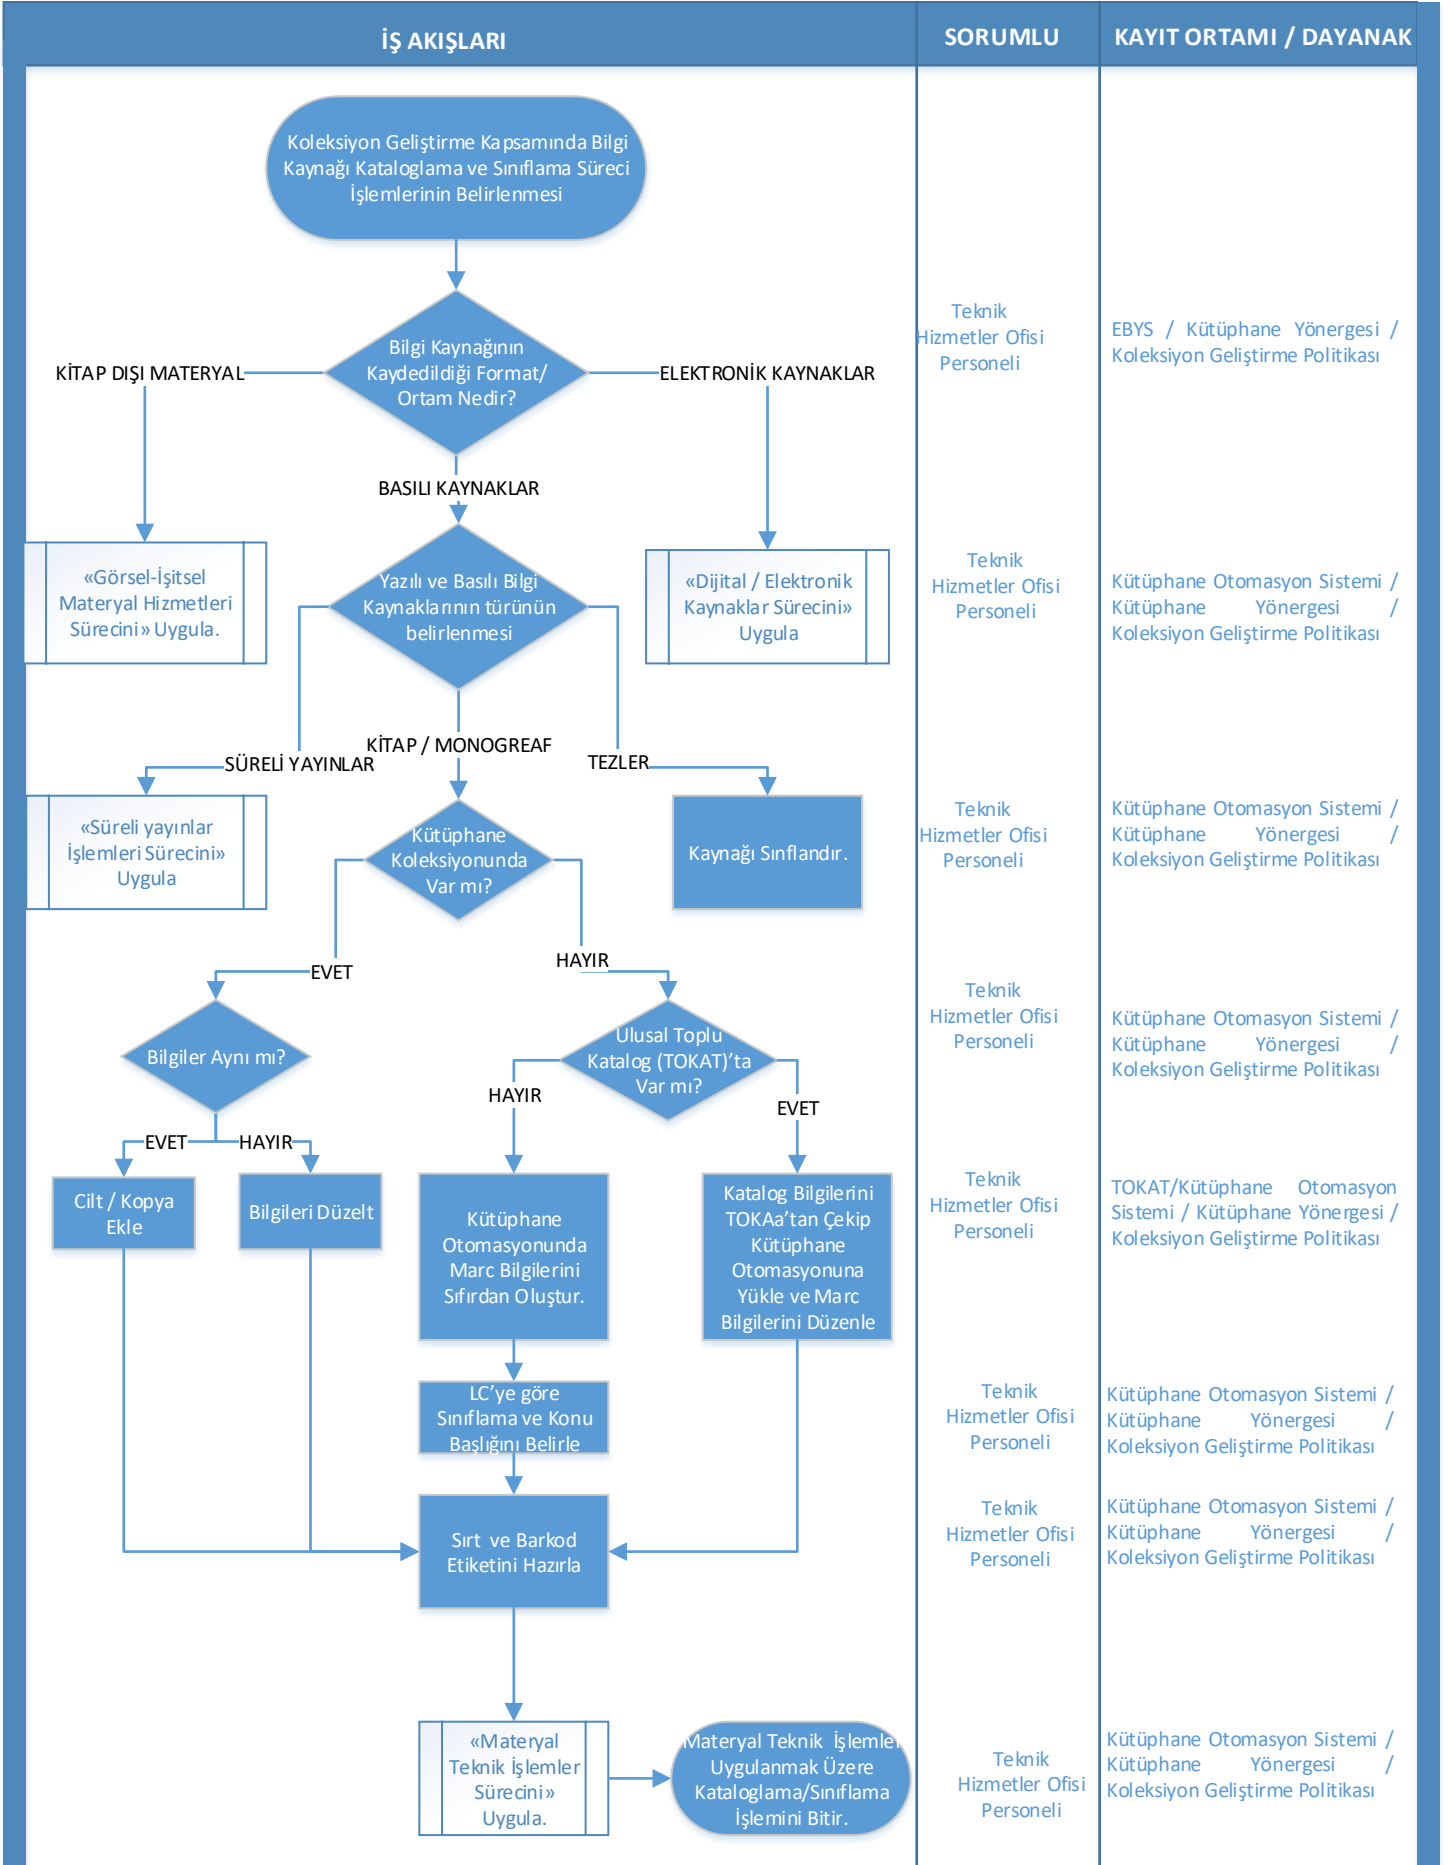 İŞ AKIŞLARI
SORUMLU
KAYIT ORTAMI / DAYANAK
Koleksiyon Geliştirme Kapsamında Bilgi
Kaynağı Kataloglama ve Sınıflama Süreci
İşlemlerinin Belirlenmesi
Bilgi Kaynağının
Kaydedildiği Format/
Ortam Nedir?
KİTAP DIŞI MATERYAL
ELEKTRONİK KAYNAKLAR
BASILI KAYNAKLAR
Teknik
Hizmetler Ofisi
Personeli
EBYS / Kütüphane Yönergesi /
Koleksiyon Geliştirme Politikası
«Görsel-İşitsel
Materyal Hizmetleri
Sürecini» Uygula.
Yazılı ve Basılı Bilgi
Kaynaklarının türünün
belirlenmesi
«Dijital / Elektronik
Kaynaklar Sürecini»
Uygula
Teknik
Hizmetler Ofisi
Personeli
Kütüphane Otomasyon Sistemi /
Kütüphane Yönergesi /
Koleksiyon Geliştirme Politikası
SÜRELİ YAYINLAR
KİTAP / MONOGREAF
TEZLER
«Süreli yayınlar
İşlemleri Sürecini»
Uygula
Kütüphane
Koleksiyonunda
Var mı?
Kaynağı Sınflandır.
Teknik
Hizmetler Ofisi
Personeli
Kütüphane Otomasyon Sistemi /
Kütüphane Yönergesi /
Koleksiyon Geliştirme Politikası
EVET
HAYIR
Bilgiler Aynı mı?
Ulusal Toplu
Katalog (TOKAT)’ta
Var mı?
Teknik
Hizmetler Ofisi
Personeli
Kütüphane Otomasyon Sistemi /
Kütüphane Yönergesi /
Koleksiyon Geliştirme Politikası
EVET
HAYIR
HAYIR
EVET
Cilt / Kopya
Ekle
Bilgileri Düzelt
Kütüphane
Otomasyonunda
Marc Bilgilerini
Sıfırdan Oluştur.
Katalog Bilgilerini
TOKAa’tan Çekip
Kütüphane
Otomasyonuna
Yükle ve Marc
Bilgilerini Düzenle
Teknik
Hizmetler Ofisi
Personeli
TOKAT/Kütüphane Otomasyon
Sistemi / Kütüphane Yönergesi /
Koleksiyon Geliştirme Politikası
LC’ye göre
Sınıflama ve Konu
Başlığını Belirle
Teknik
Hizmetler Ofisi
Personeli
Kütüphane Otomasyon Sistemi /
Kütüphane Yönergesi /
Koleksiyon Geliştirme Politikası
Sırt ve Barkod
Etiketini Hazırla
Teknik
Hizmetler Ofisi
Personeli
Kütüphane Otomasyon Sistemi /
Kütüphane Yönergesi /
Koleksiyon Geliştirme Politikası
«Materyal
Teknik İşlemler
Sürecini»
Uygula.
Materyal Teknik İşlemler
Uygulanmak Üzere
Kataloglama/Sınıflama
İşlemini Bitir.
Teknik
Hizmetler Ofisi
Personeli
Kütüphane Otomasyon Sistemi /
Kütüphane Yönergesi /
Koleksiyon Geliştirme Politikası